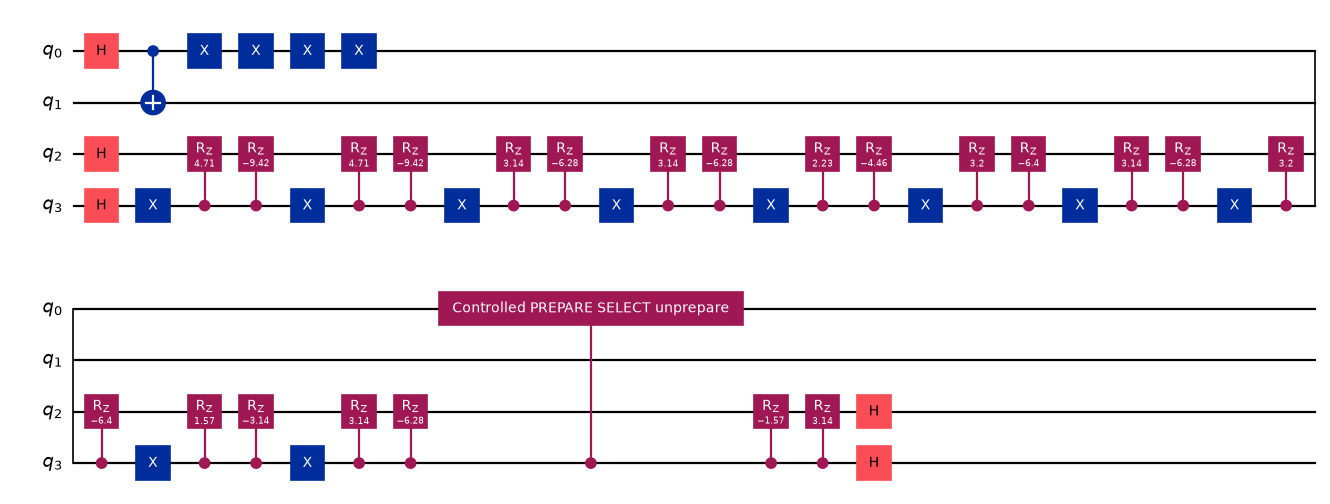 q0 H X X X X
q1
q2 H RZ 4.71 RZ −9.42 RZ 4.71 RZ −9.42 RZ 3.14 RZ −6.28 RZ 3.14 RZ −6.28 RZ 2.23 RZ −4.46 RZ 3.2 RZ −6.4 RZ 3.14 RZ −6.28 RZ 3.2
q3 H X X X X X X X X
q0 Controlled PREPARE SELECT unprepare
q1
q2 RZ −6.4 RZ 1.57 RZ −3.14 RZ 3.14 RZ −6.28 RZ −1.57 RZ 3.14 H
q3 X X H